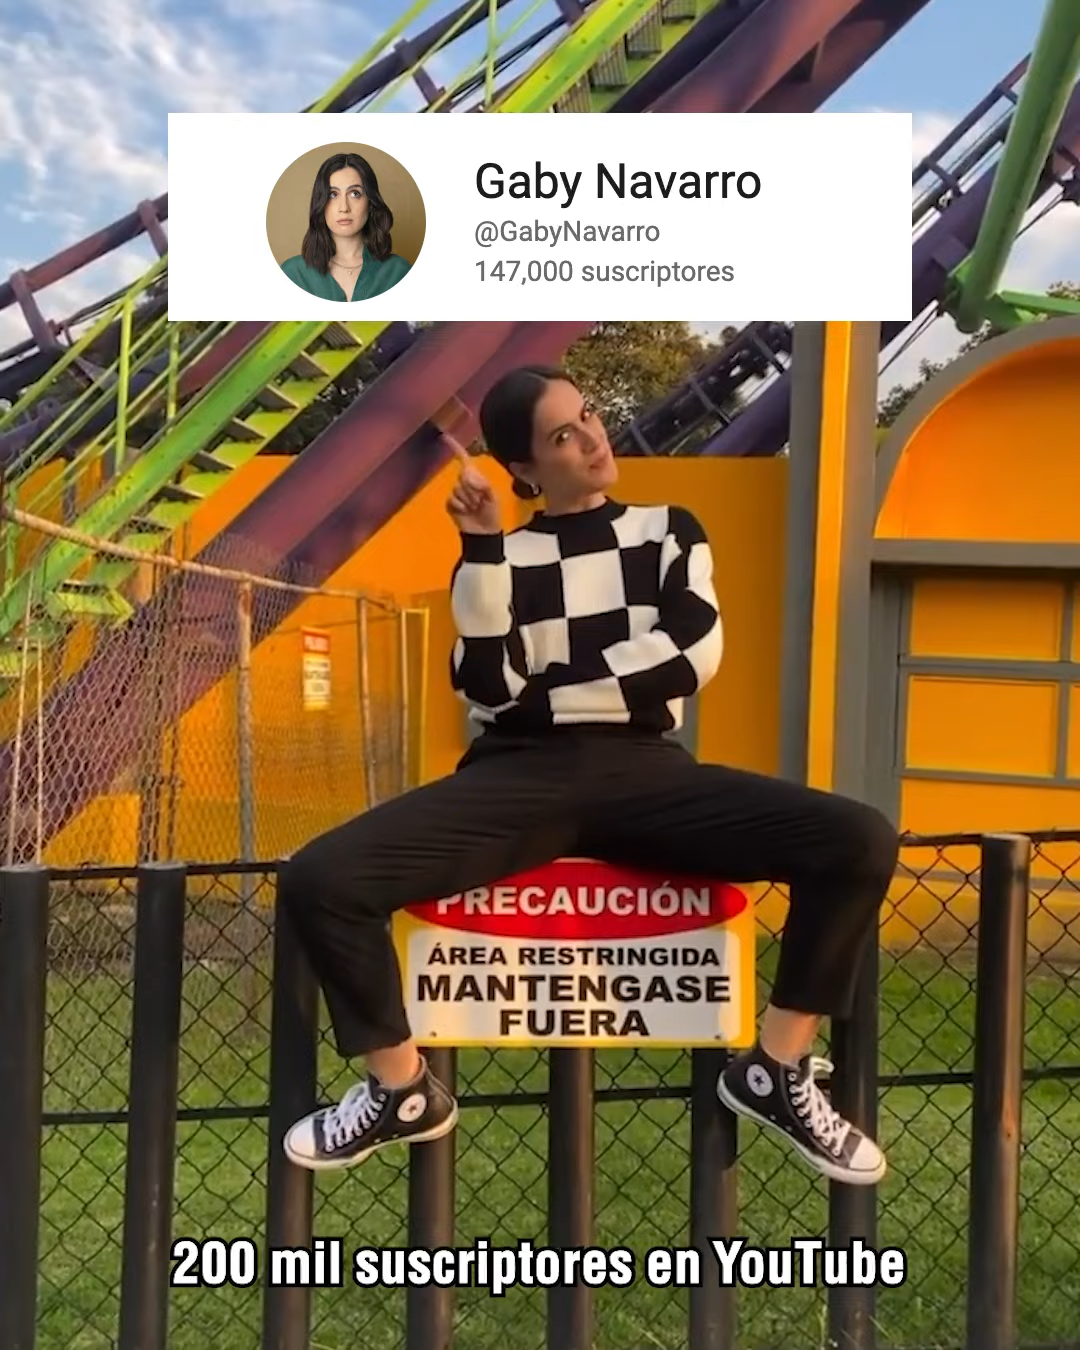 Gaby Navarro
@GabyNavarro
147,000 suscriptores
PRECAUCIÓN
ÁREA RESTRINGIDA
MANTENGASE
FUERA
200 mil suscriptores en YouTube